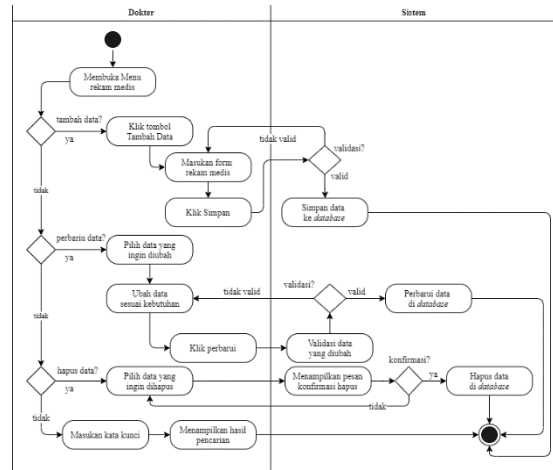 Dokter
Sistem
Membuka Menu
rekam medis
tambah data?
ya
Klik tombol
Tambah Data
tidak valid
validasi?
valid
Masukan form
rekam medis
tidak
Klik Simpan
Simpan data
ke database
perbariu data?
ya
Pilih data yang
ingin diubah
Ubah data
sesuai kebutuhan
tidak valid
validasi?
valid
Perbarui data
di database
tidak
Klik perbarui
Validasi data
yang diubah
hapus data?
ya
Pilih data yang
ingin dihapus
Menampilkan pesan
konfirmasi hapus
konfirmasi?
ya
Hapus data
di database
tidak
tidak
Masukan kata kunci
Menampilkan hasil
pencarian